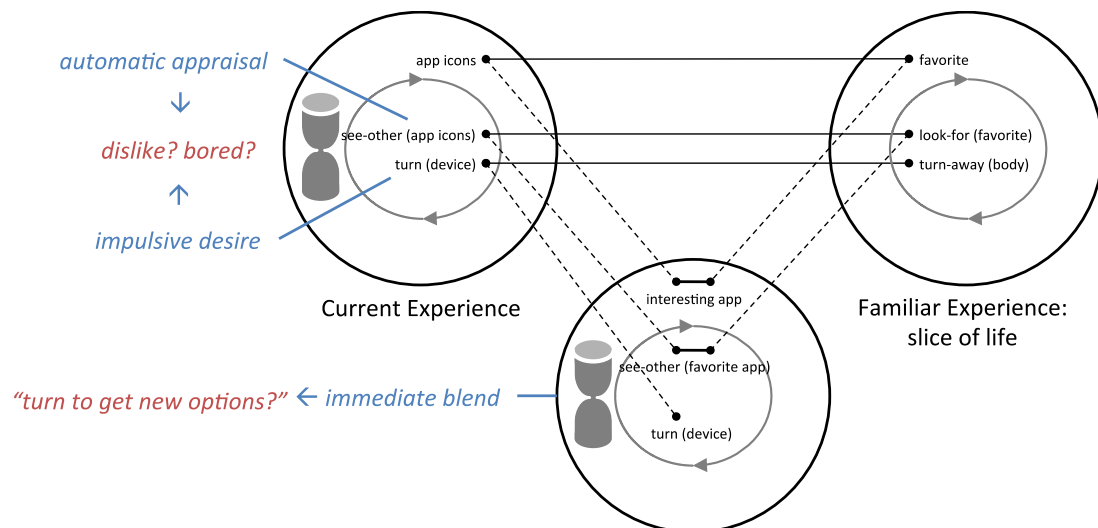 automatic appraisal
↓
dislike? bored?
↑
impulsive desire
app icons
see-other (app icons)
turn (device)
favorite
look-for (favorite)
turn-away (body)
Current Experience
Familiar Experience:
slice of life
interesting app
see-other (favorite app)
turn (device)
“turn to get new options?” ← immediate blend